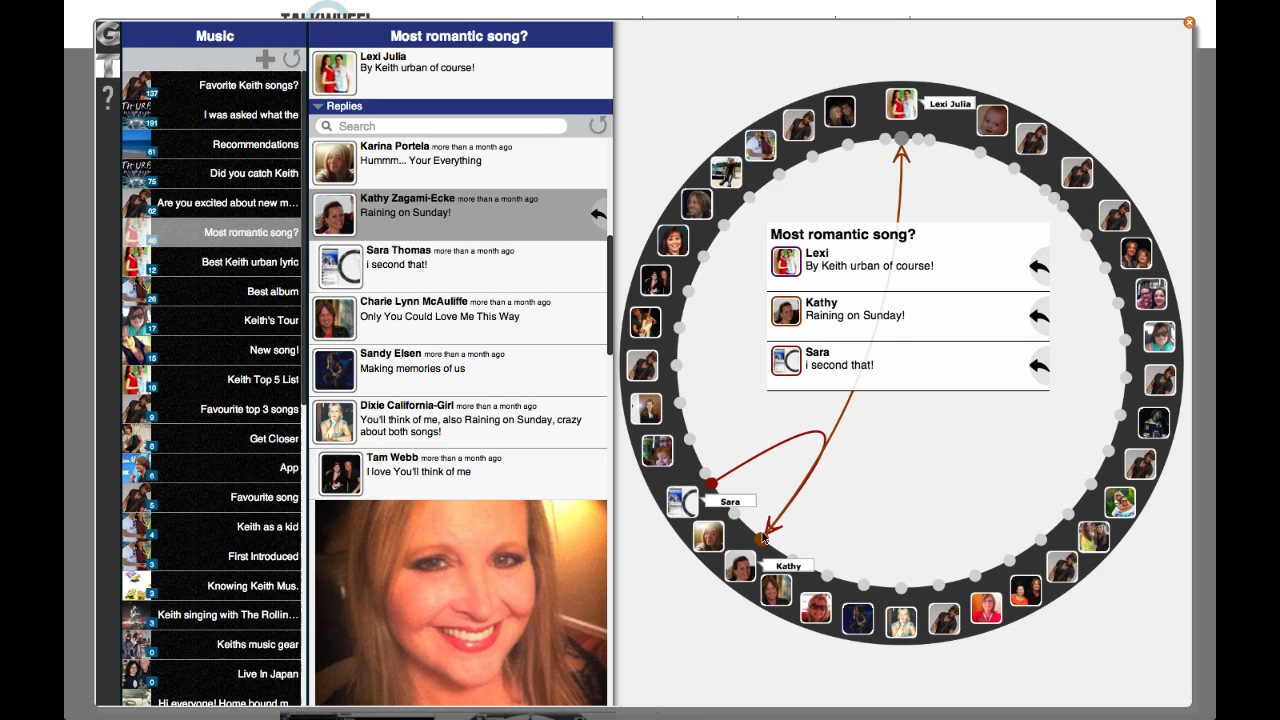 TALKWHEEL
G
T
?
Music
137
Favorite Keith songs?
191
I was asked what the
61
Recommendations
75
Did you catch Keith
62
Are you excited about new m...
Most romantic song?
12
Best Keith urban lyric
26
Best album
17
Keith's Tour
15
New song!
10
Keith Top 5 List
9
Favourite top 3 songs
8
Get Closer
6
App
5
Favourite song
4
Keith as a kid
3
First Introduced
3
Knowing Keith Mus.
3
Keith singing with The Rollin...
0
Keiths music gear
0
Live In Japan
Hi everyone! Home bound m...
Most romantic song?
Lexi Julia
By Keith urban of course!
Replies
Search
Karina Portela more than a month ago
Hummm... Your Everything
Kathy Zagami-Ecke more than a month ago
Raining on Sunday!
Sara Thomas more than a month ago
i second that!
Charie Lynn McAuliffe more than a month ago
Only You Could Love Me This Way
Sandy Elsen more than a month ago
Making memories of us
Dixie California-Girl more than a month ago
You'll think of me, also Raining on Sunday, crazy
about both songs!
Tam Webb more than a month ago
I love You'll think of me
Lexi Julia
Most romantic song?
Lexi
By Keith urban of course!
Kathy
Raining on Sunday!
Sara
i second that!
Sara
Kathy